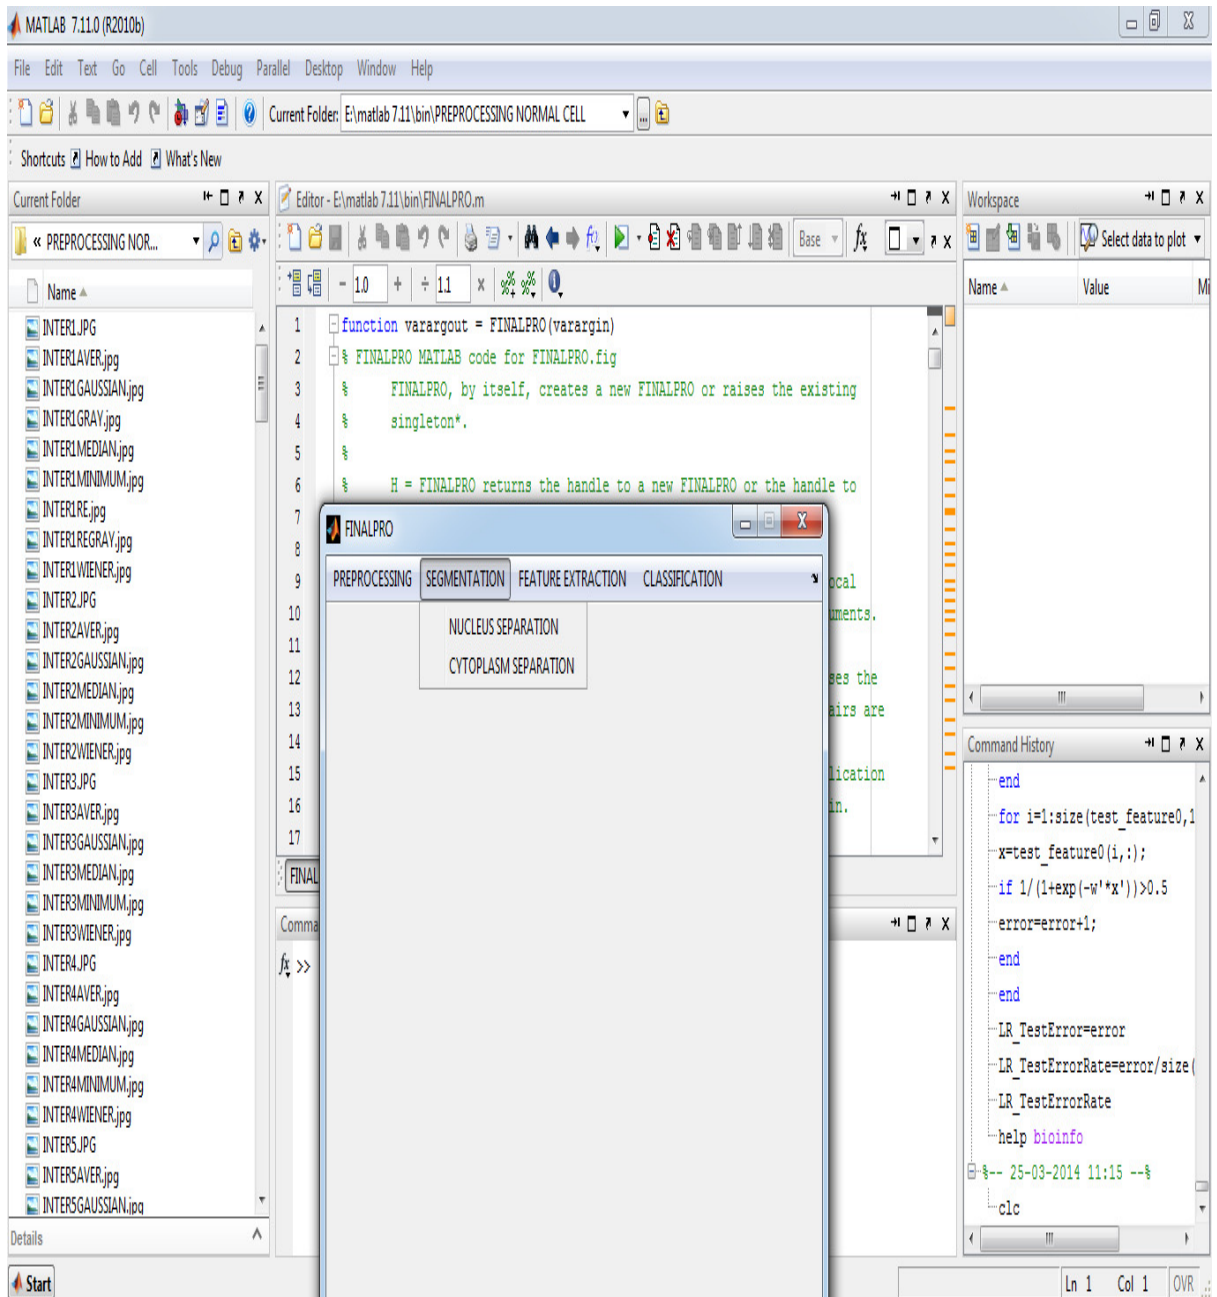 MATLAB 7.11.0 (R2010b)
File Edit Text Go Cell Tools Debug Parallel Desktop Window Help
Current Folder: E:\matlab 7.11\bin\PREPROCESSING NORMAL CELL
Shortcuts How to Add What's New
Current Folder
« PREPROCESSING NOR...
Name
INTER1.JPG
INTER1AVER.jpg
INTER1GAUSSIAN.jpg
INTER1GRAY.jpg
INTER1MEDIAN.jpg
INTER1MINIMUM.jpg
INTER1RE.jpg
INTER1REGRAY.jpg
INTER1WIENER.jpg
INTER2.JPG
INTER2AVER.jpg
INTER2GAUSSIAN.jpg
INTER2MEDIAN.jpg
INTER2MINIMUM.jpg
INTER2WIENER.jpg
INTER3.JPG
INTER3AVER.jpg
INTER3GAUSSIAN.jpg
INTER3MEDIAN.jpg
INTER3MINIMUM.jpg
INTER3WIENER.jpg
INTER4.JPG
INTER4AVER.jpg
INTER4GAUSSIAN.jpg
INTER4MEDIAN.jpg
INTER4MINIMUM.jpg
INTER4WIENER.jpg
INTER5.JPG
INTER5AVER.jpg
INTER5GAUSSIAN.jpg
Details
Start
Editor - E:\matlab 7.11\bin\FINALPRO.m
Base fx
- 1.0 + ÷ 1.1 ×
1 function varargout = FINALPRO(varargin)
2 % FINALPRO MATLAB code for FINALPRO.fig
3 % FINALPRO, by itself, creates a new FINALPRO or raises the existing
4 % singleton*.
5 %
6 % H = FINALPRO returns the handle to a new FINALPRO or the handle to
7
8
9 ocal
10 uments.
11
12 ses the
13 airs are
14
15 lication
16 in.
17
FINAL
FINALPRO
PREPROCESSING SEGMENTATION FEATURE EXTRACTION CLASSIFICATION
NUCLEUS SEPARATION
CYTOPLASM SEPARATION
Comma
fx >>
Workspace
Select data to plot
Name Value Mi
Command History
end
for i=1:size(test_feature0,1
x=test_feature0(i,:);
if 1/(1+exp(-w'*x'))>0.5
error=error+1;
end
end
LR_TestError=error
LR_TestErrorRate=error/size(
LR_TestErrorRate
help bioinfo
%-- 25-03-2014 11:15 --%
clc
Ln 1 Col 1 OVR